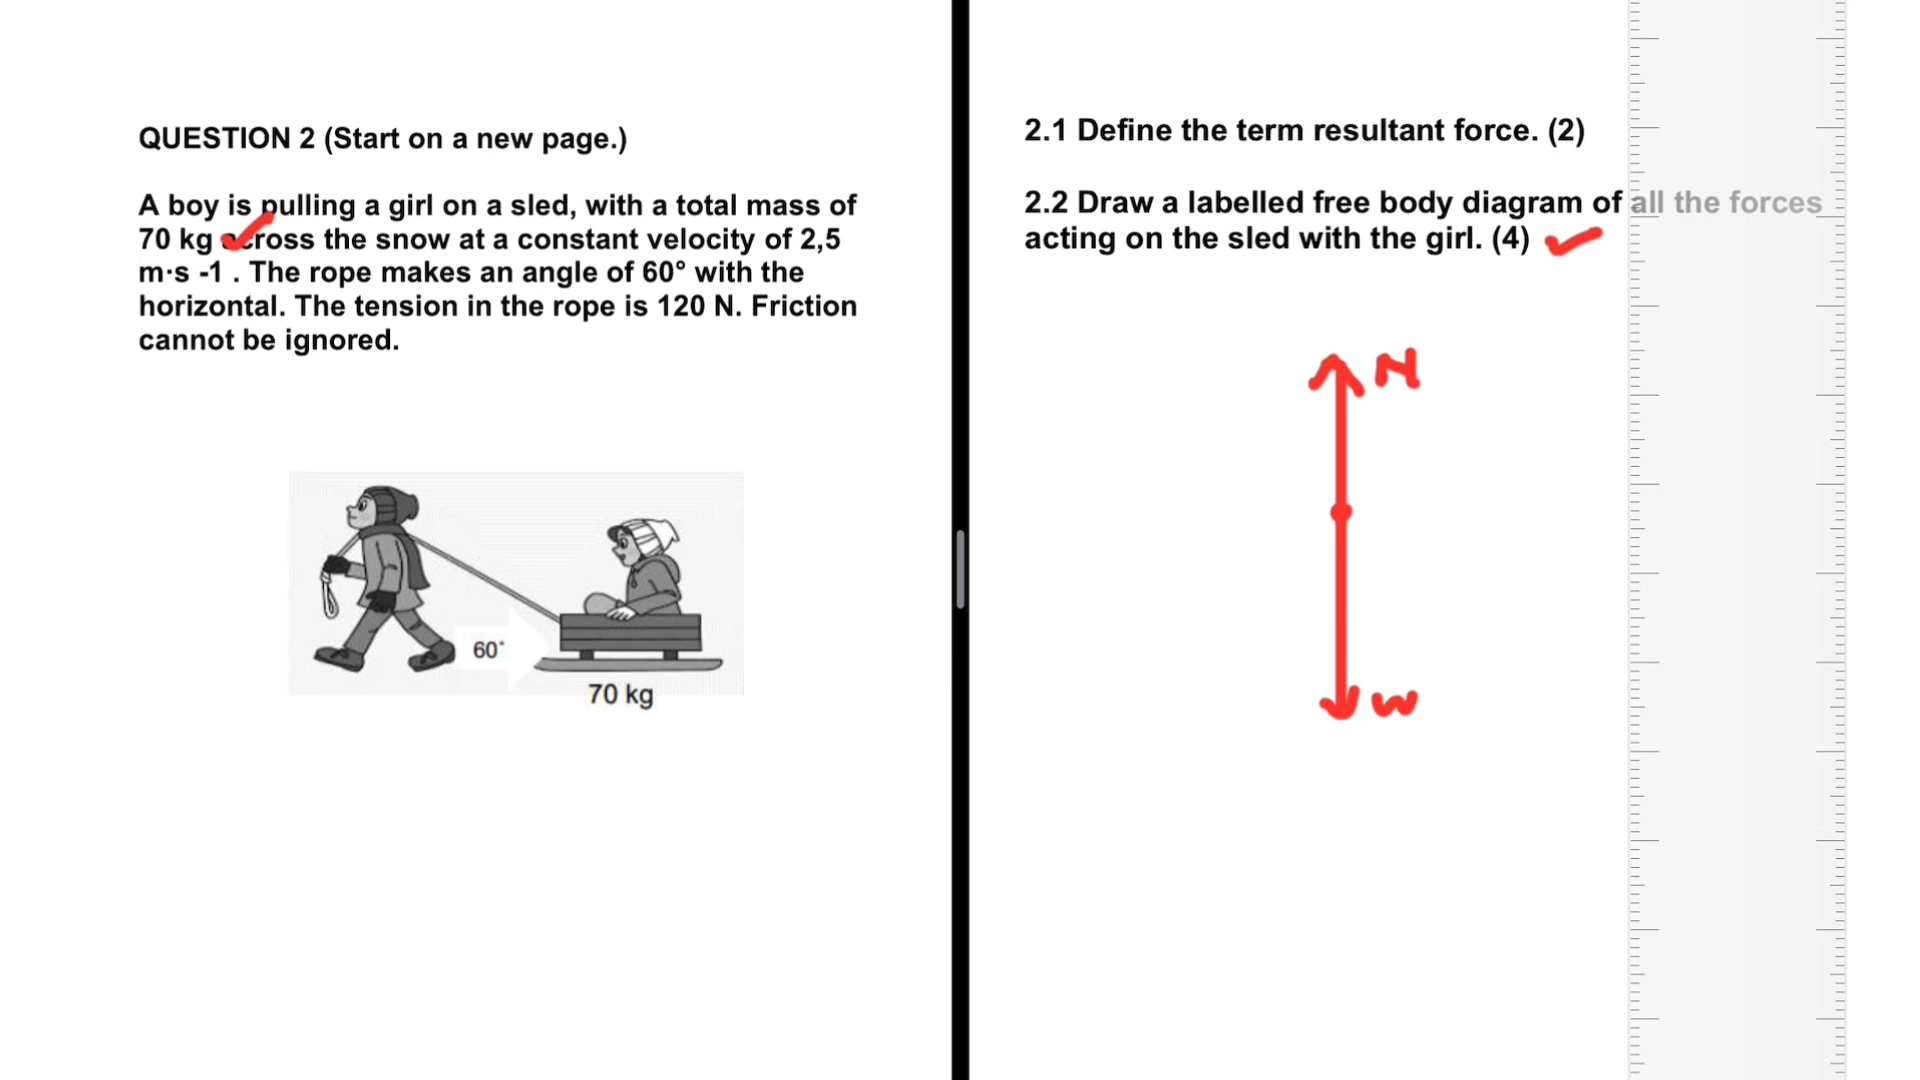 QUESTION 2 (Start on a new page.)
A boy is pulling a girl on a sled, with a total mass of
70 kg across the snow at a constant velocity of 2,5
m·s -1 . The rope makes an angle of 60° with the
horizontal. The tension in the rope is 120 N. Friction
cannot be ignored.
60°
70 kg
2.1 Define the term resultant force. (2)
2.2 Draw a labelled free body diagram of all the forces
acting on the sled with the girl. (4)
N
W